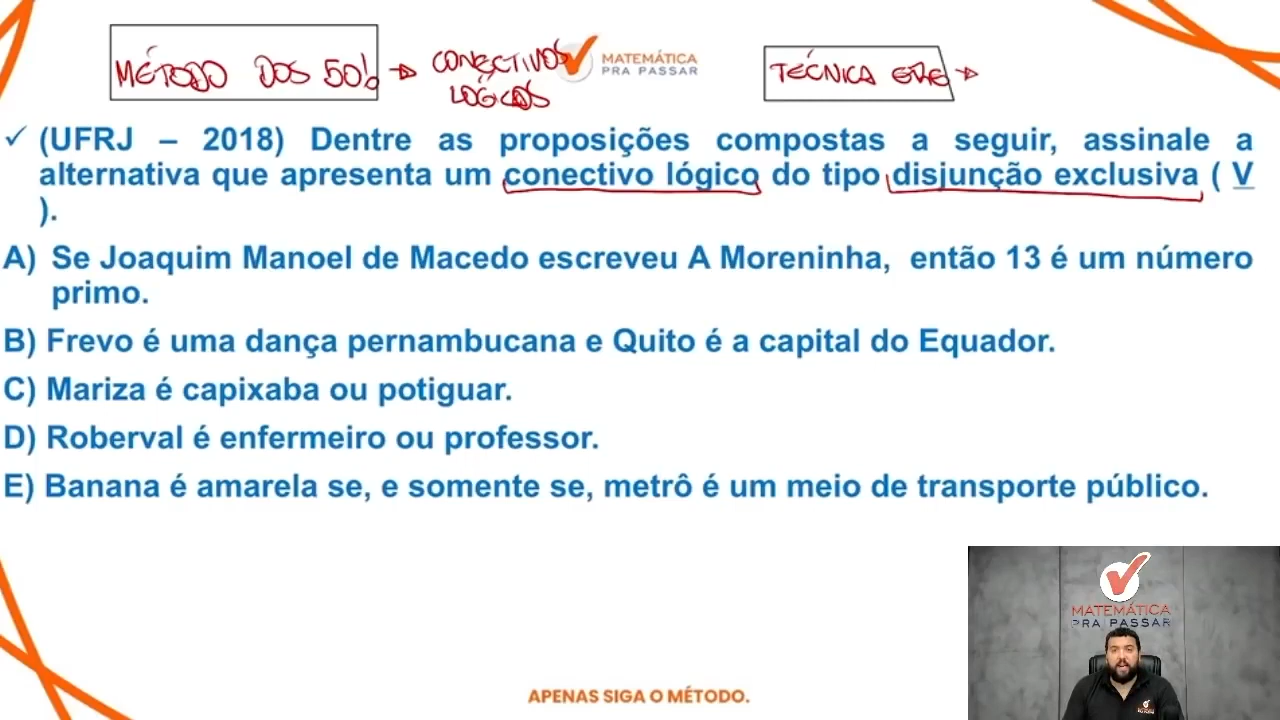 MÉTODO DOS 50%
CONECTIVOS
LÓGICOS
MATEMÁTICA
PRA PASSAR
TÉCNICA
✓ (UFRJ – 2018) Dentre as proposições compostas a seguir, assinale a
alternativa que apresenta um conectivo lógico do tipo disjunção exclusiva ( V
).
A) Se Joaquim Manoel de Macedo escreveu A Moreninha, então 13 é um número
primo.
B) Frevo é uma dança pernambucana e Quito é a capital do Equador.
C) Mariza é capixaba ou potiguar.
D) Roberval é enfermeiro ou professor.
E) Banana é amarela se, e somente se, metrô é um meio de transporte público.
MATEMÁTICA
PRA PASSAR
APENAS SIGA O MÉTODO.